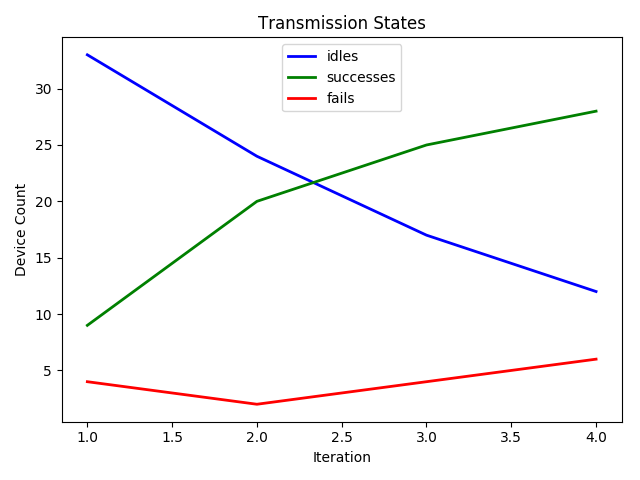 Transmission States
idles
successes
fails
Device Count
30
25
20
15
10
5
1.0 1.5 2.0 2.5 3.0 3.5 4.0
Iteration